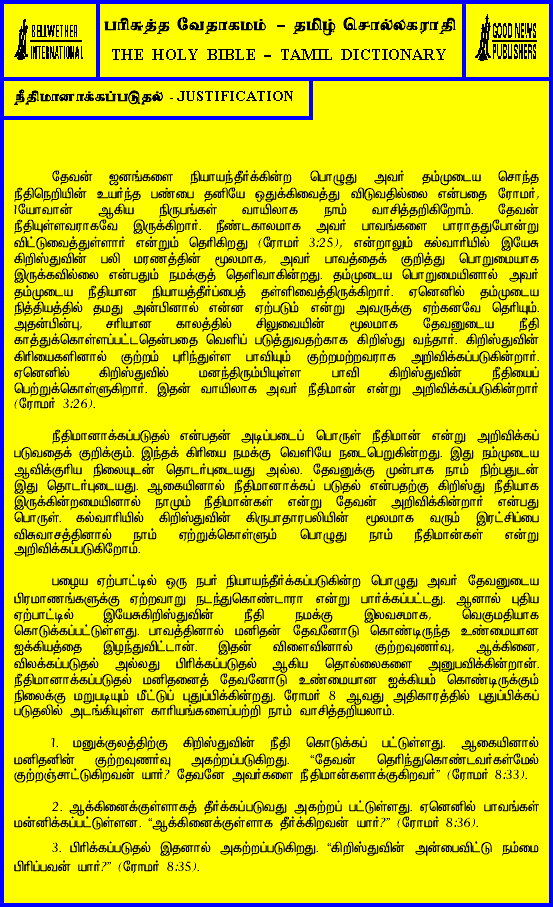 BELLWETHER
INTERNATIONAL
பரிசுத்த வேதாகமம் – தமிழ் சொல்லகராதி
THE HOLY BIBLE – TAMIL DICTIONARY
GOOD NEWS
PUBLISHERS
நீதிமானாக்கப்படுதல் - JUSTIFICATION
தேவன் ஜனங்களை நியாயந்தீர்க்கின்ற பொழுது அவர் தம்முடைய சொந்த
நீதிநெறியின் உயர்ந்த பண்பை தனியே ஒதுக்கிவைத்து விடுவதில்லை என்பதை ரோமர்,
1யோவான் ஆகிய நிருபங்கள் வாயிலாக நாம் வாசித்தறிகிறோம். தேவன்
நீதியுள்ளவராகவே இருக்கிறார். நீண்டகாலமாக அவர் பாவங்களை பாராததுபோன்று
விட்டுவைத்துள்ளார் என்றும் தெரிகிறது (ரோமர் 3:25), என்றாலும் கல்வாரியில் இயேசு
கிறிஸ்துவின் பலி மரணத்தின் மூலமாக, அவர் பாவத்தைக் குறித்து பொறுமையாக
இருக்கவில்லை என்பதும் நமக்குத் தெளிவாகின்றது. தம்முடைய பொறுமையினால் அவர்
தம்முடைய நீதியான நியாயத்தீர்ப்பைத் தள்ளிவைத்திருக்கிறார். ஏனெனில் தம்முடைய
நித்தியத்தில் தமது அன்பினால் என்ன ஏற்படும் என்று அவருக்கு ஏற்கனவே தெரியும்.
அதன்பின்பு, சரியான காலத்தில் சிலுவையின் மூலமாக தேவனுடைய நீதி
காத்துக்கொள்ளப்பட்டதென்பதை வெளிப் படுத்துவதற்காக கிறிஸ்து வந்தார். கிறிஸ்துவின்
கிரியைகளினால் குற்றம் புரிந்துள்ள பாவியும் குற்றமற்றவராக அறிவிக்கப்படுகின்றார்.
ஏனெனில் கிறிஸ்துவில் மனந்திரும்பியுள்ள பாவி கிறிஸ்துவின் நீதியைப்
பெற்றுக்கொள்ளுகிறார். இதன் வாயிலாக அவர் நீதிமான் என்று அறிவிக்கப்படுகின்றார்
(ரோமர் 3:26).
நீதிமானாக்கப்படுதல் என்பதன் அடிப்படைப் பொருள் நீதிமான் என்று அறிவிக்கப்
படுவதைக் குறிக்கும். இந்தக் கிரியை நமக்கு வெளியே நடைபெறுகின்றது. இது நம்முடைய
ஆவிக்குரிய நிலையுடன் தொடர்புடையது அல்ல. தேவனுக்கு முன்பாக நாம் நிற்பதுடன்
இது தொடர்புடையது. ஆகையினால் நீதிமானாக்கப் படுதல் என்பதற்கு கிறிஸ்து நீதியாக
இருக்கின்றமையினால் நாமும் நீதிமான்கள் என்று தேவன் அறிவிக்கின்றார் என்பது
பொருள். கல்வாரியில் கிறிஸ்துவின் கிருபாதாரபலியின் மூலமாக வரும் இரட்சிப்பை
விசுவாசத்தினால் நாம் ஏற்றுக்கொள்ளும் பொழுது நாம் நீதிமான்கள் என்று
அறிவிக்கப்படுகிறோம்.
பழைய ஏற்பாட்டில் ஒரு நபர் நியாயந்தீர்க்கப்படுகின்ற பொழுது அவர் தேவனுடைய
பிரமாணங்களுக்கு ஏற்றவாறு நடந்துகொண்டாரா என்று பார்க்கப்பட்டது. ஆனால் புதிய
ஏற்பாட்டில் இயேசுகிறிஸ்துவின் நீதி நமக்கு இலவசமாக, வெகுமதியாக
கொடுக்கப்பட்டுள்ளது. பாவத்தினால் மனிதன் தேவனோடு கொண்டிருந்த உண்மையான
ஐக்கியத்தை இழந்துவிட்டான். இதன் விளைவினால் குற்றவுணர்வு, ஆக்கினை,
விலக்கப்படுதல் அல்லது பிரிக்கப்படுதல் ஆகிய தொல்லைகளை அனுபவிக்கின்றான்.
நீதிமானாக்கப்படுதல் மனிதனைத் தேவனோடு உண்மையான ஐக்கியம் கொண்டிருக்கும்
நிலைக்கு மறுபடியும் மீட்டுப் புதுப்பிக்கின்றது. ரோமர் 8 ஆவது அதிகாரத்தில் புதுப்பிக்கப்
படுதலில் அடங்கியுள்ள காரியங்களைப்பற்றி நாம் வாசித்தறியலாம்.
1. மனுக்குலத்திற்கு கிறிஸ்துவின் நீதி கொடுக்கப் பட்டுள்ளது. ஆகையினால்
மனிதனின் குற்றவுணர்வு அகற்றப்படுகிறது. “தேவன் தெரிந்துகொண்டவர்கள்மேல்
குற்றஞ்சாட்டுகிறவன் யார்? தேவனே அவர்களை நீதிமான்களாக்குகிறவர்” (ரோமர் 8:33).
2. ஆக்கினைக்குள்ளாகத் தீர்க்கப்படுவது அகற்றப் பட்டுள்ளது. ஏனெனில் பாவங்கள்
மன்னிக்கப்பட்டுள்ளன. “ஆக்கினைக்குள்ளாக தீர்க்கிறவன் யார்?” (ரோமர் 8:36).
3. பிரிக்கப்படுதல் இதனால் அகற்றப்படுகிறது. “கிறிஸ்துவின் அன்பைவிட்டு நம்மை
பிரிப்பவன் யார்?” (ரோமர் 8:35).